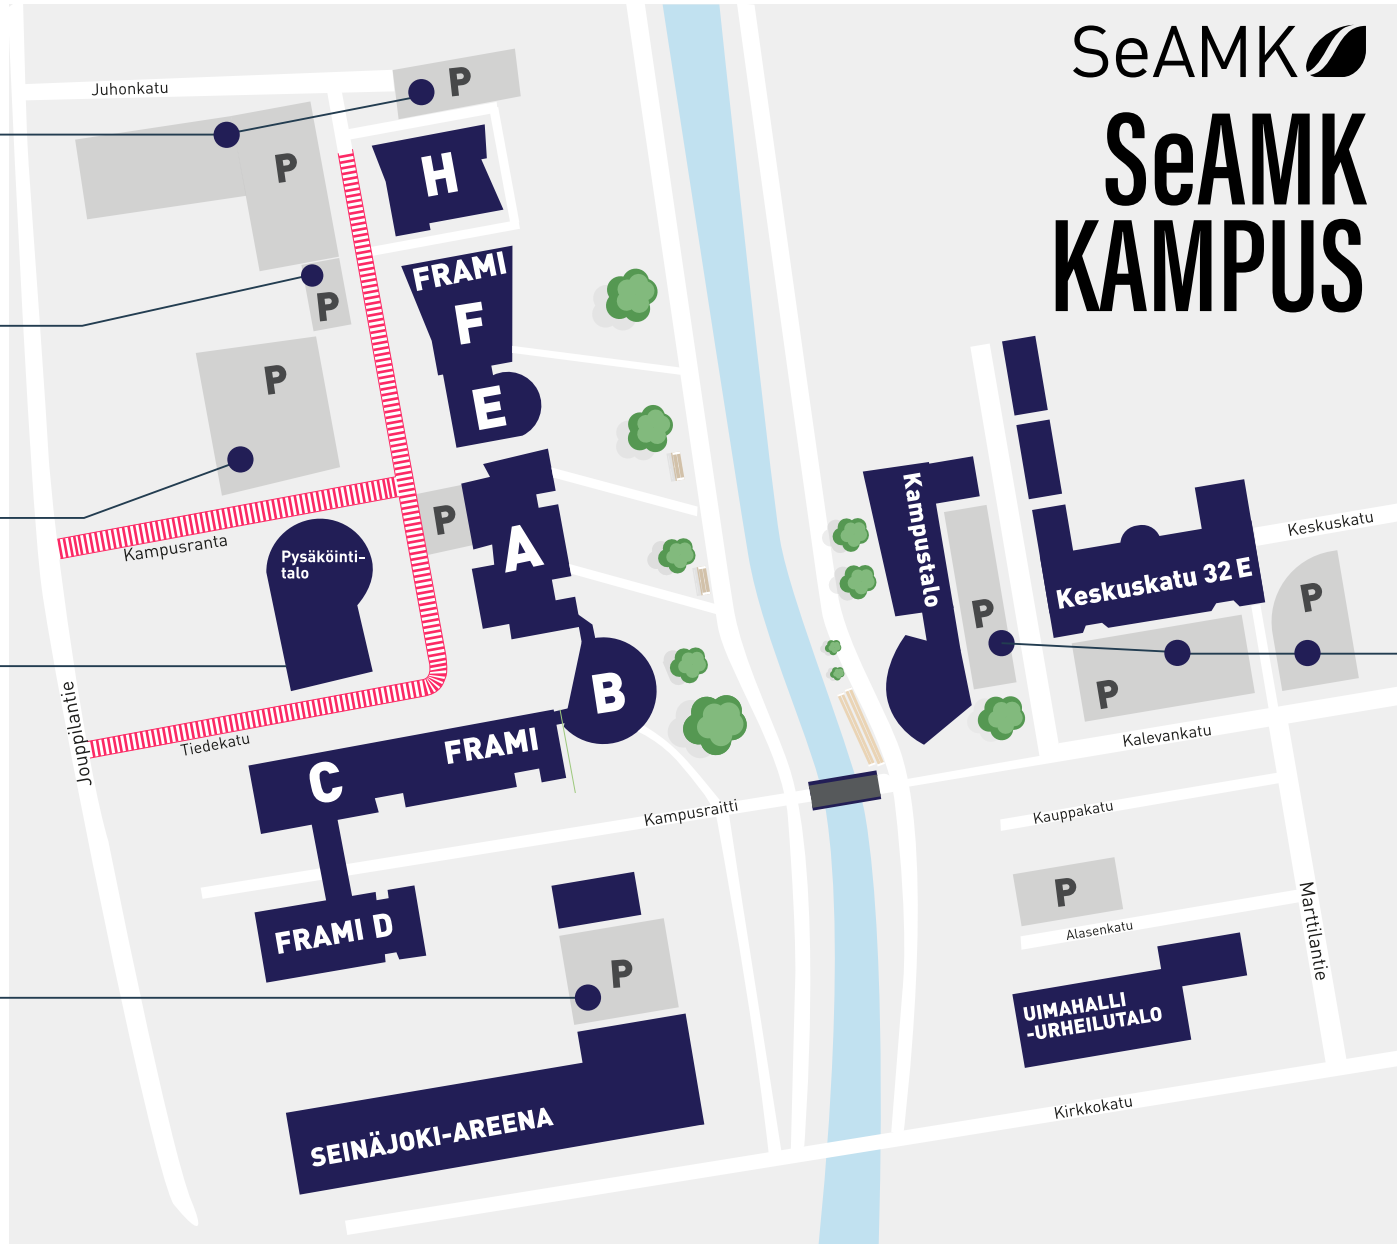 SeAMK
SeAMK
KAMPUS
Juhonkatu
P
P
H
FRAMI
F
P
P
E
P
A
Kampusranta
Pysäköinti-
talo
Kampustalo
Keskuskatu
Keskuskatu 32 E
P
P
P
B
Jouppilantie
Tiedekatu
FRAMI
C
Kalevankatu
Kampusraitti
Kauppakatu
P
Alasenkatu
Marttilantie
FRAMI D
P
UIMAHALLI
-URHEILUTALO
Kirkkokatu
SEINÄJOKI-AREENA